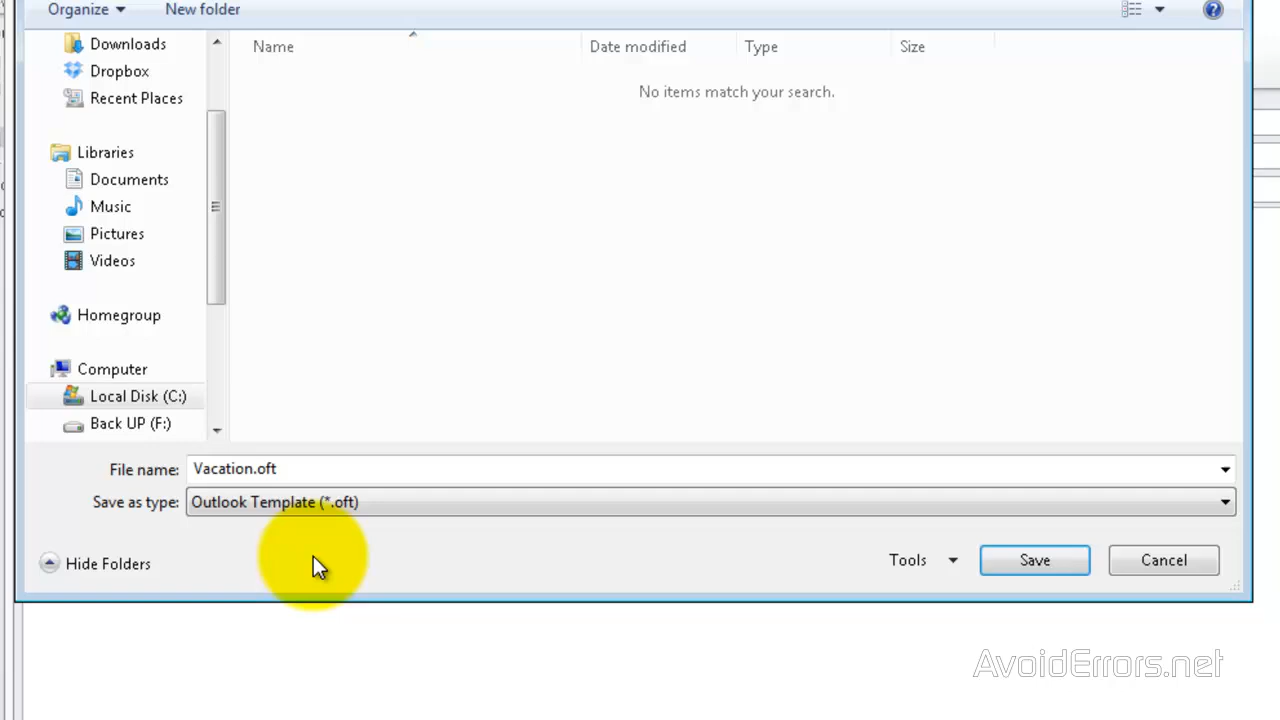 Organize New folder
Name Date modified Type Size
No items match your search.
Downloads
Dropbox
Recent Places
Libraries
Documents
Music
Pictures
Videos
Homegroup
Computer
Local Disk (C:)
Back UP (F:)
File name: Vacation.oft
Save as type: Outlook Template (*.oft)
Hide Folders Tools Save Cancel
AvoidErrors.net